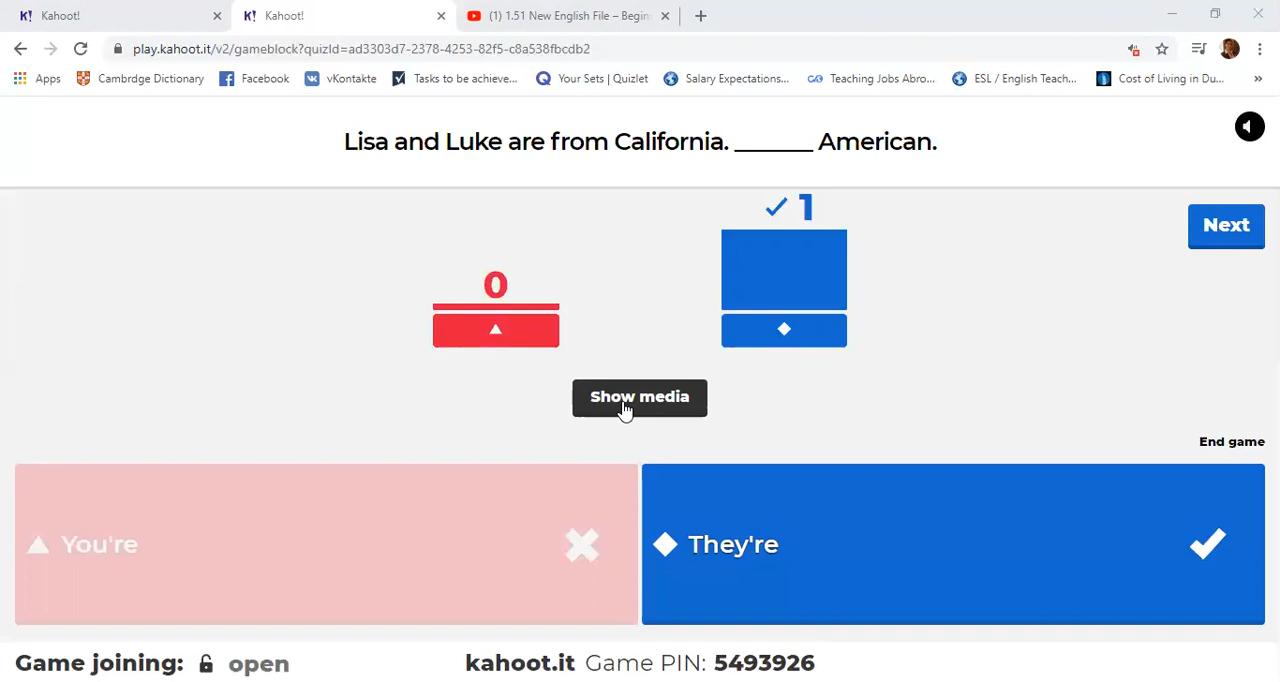 Kahoot!
Kahoot!
(1) 1.51 New English File – Begin
play.kahoot.it/v2/gameblock?quizId=ad3303d7-2378-4253-82f5-c8a538fbcdb2
Apps
Cambrdge Dictionary
Facebook
vKontakte
Tasks to be achieve...
Your Sets | Quizlet
Salary Expectations...
Teaching Jobs Abro...
ESL / English Teach...
Cost of Living in Du...
»
Lisa and Luke are from California. _______ American.
1
Next
0
Show media
End game
You're
They're
Game joining: open
kahoot.it Game PIN: 5493926